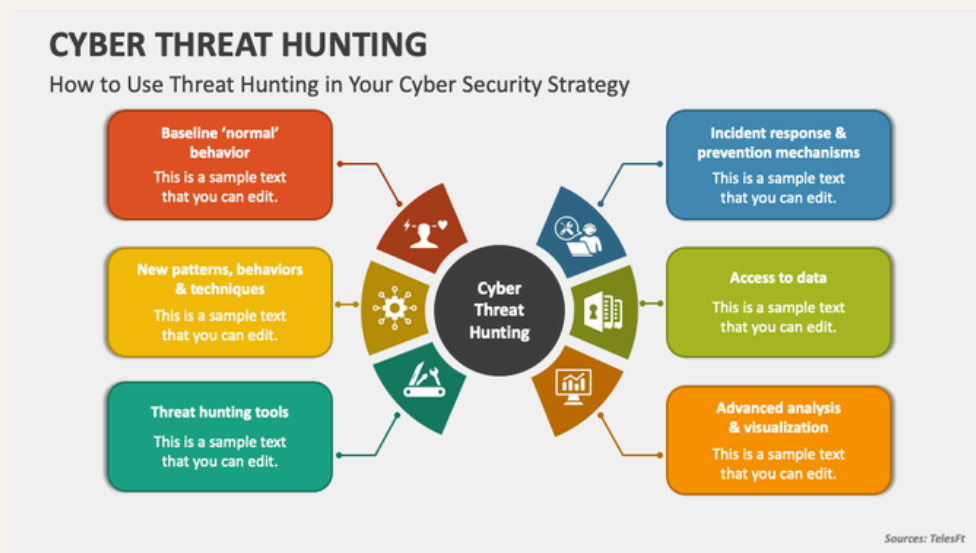 CYBER THREAT HUNTING
How to Use Threat Hunting in Your Cyber Security Strategy
Baseline ‘normal’
behavior
This is a sample text
that you can edit.
New patterns, behaviors
& techniques
This is a sample text
that you can edit.
Threat hunting tools
This is a sample text
that you can edit.
Cyber
Threat
Hunting
Incident response &
prevention mechanisms
This is a sample text
that you can edit.
Access to data
This is a sample text
that you can edit.
Advanced analysis
& visualization
This is a sample text
that you can edit.
Sources: TelesFt